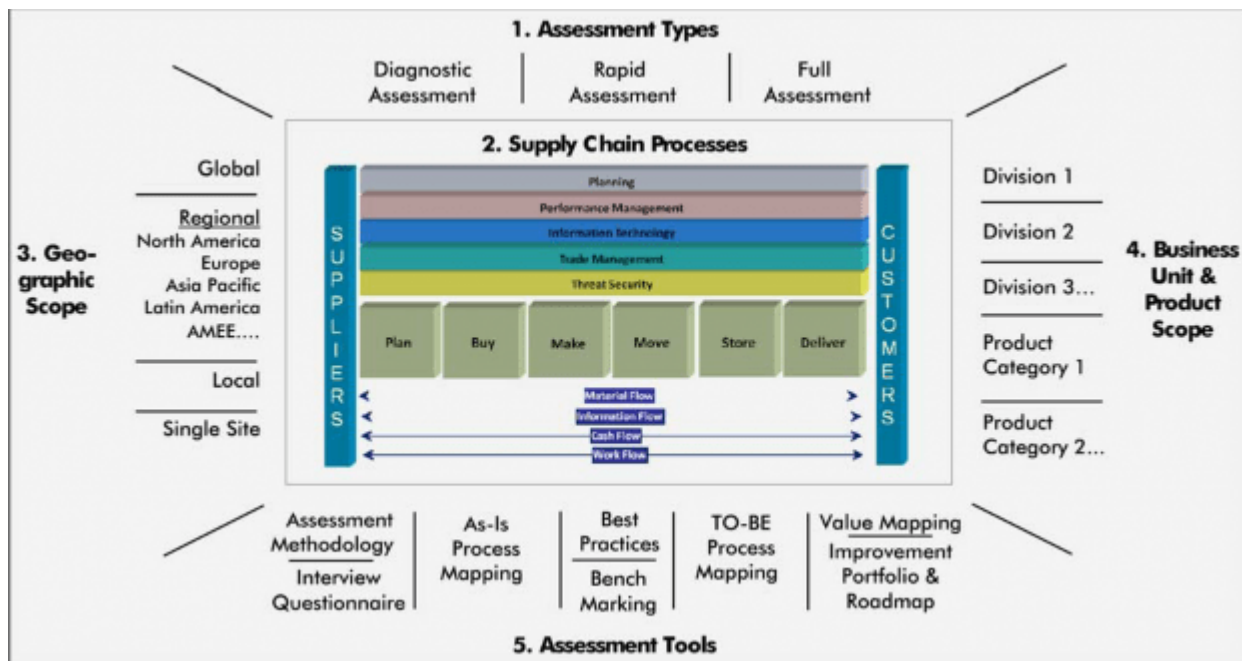 1. Assessment Types
Diagnostic
Assessment
Rapid
Assessment
Full
Assessment
2. Supply Chain Processes
SUPPLIERS
Planning
Performance Management
Information Technology
Trade Management
Threat Security
Plan
Buy
Make
Move
Store
Deliver
Material Flow
Information Flow
Cash Flow
Work Flow
CUSTOMERS
3. Geo-
graphic
Scope
Global
Regional
North America
Europe
Asia Pacific
Latin America
AMEE....
Local
Single Site
Division 1
Division 2
Division 3...
Product
Category 1
Product
Category 2...
4. Business
Unit &
Product
Scope
Assessment
Methodology
Interview
Questionnaire
As-Is
Process
Mapping
Best
Practices
Bench
Marking
TO-BE
Process
Mapping
Value Mapping
Improvement
Portfolio &
Roadmap
5. Assessment Tools